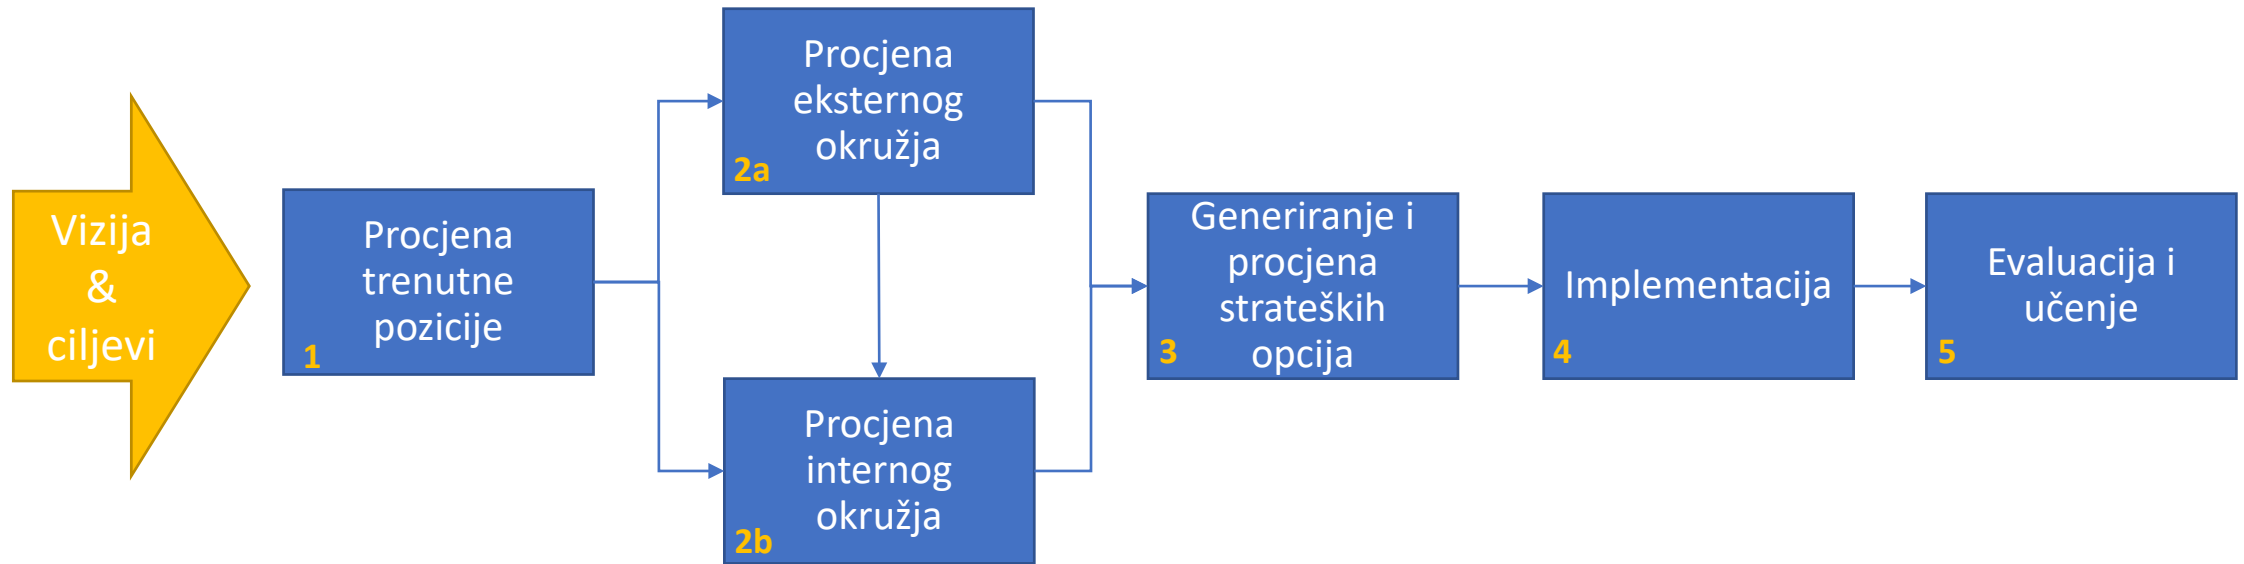 Vizija
&
ciljevi
Procjena
trenutne
pozicije
1
Procjena
eksternog
okružja
2a
Procjena
internog
okružja
2b
Generiranje i
procjena
strateških
opcija
3
Implementacija
4
Evaluacija i
učenje
5